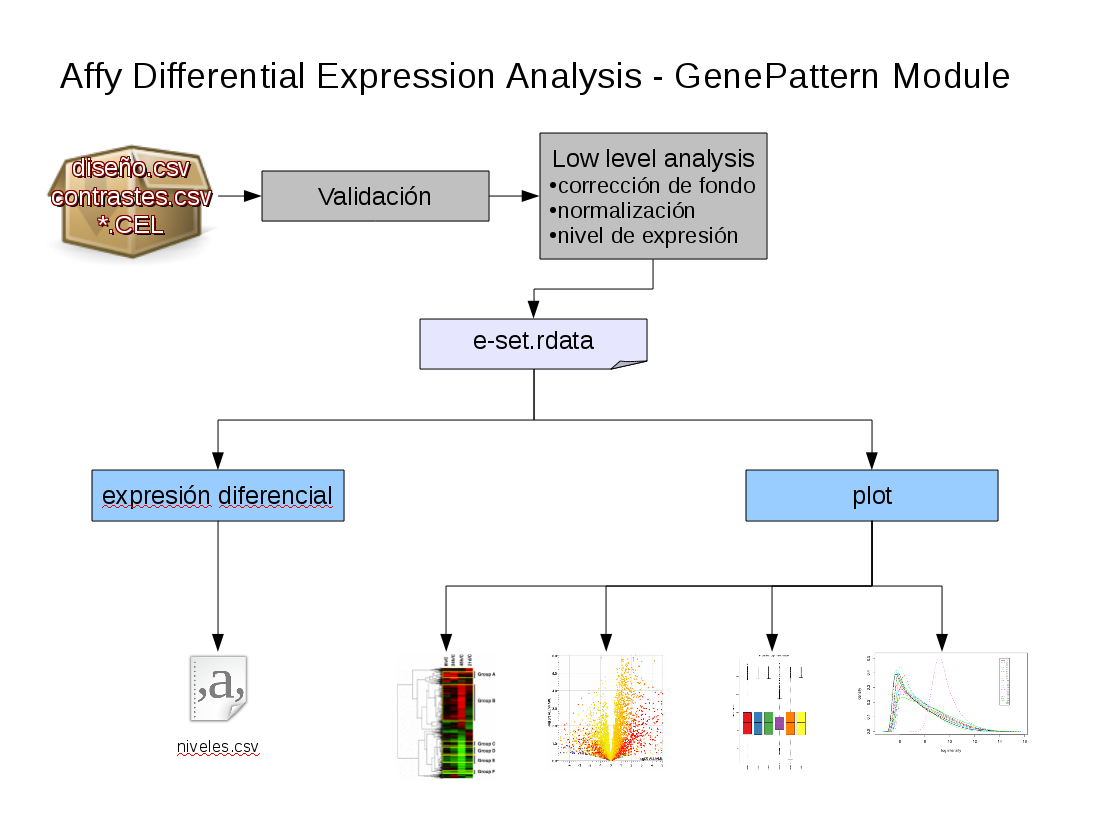 Affy Differential Expression Analysis - GenePattern Module
diseño.csv
contrastes.csv
*.CEL
Validación
Low level analysis
•corrección de fondo
•normalización
•nivel de expresión
e-set.rdata
expresión diferencial
plot
,a,
niveles.csv
Group A
Group B
Group C
Group D
Group E
Group F